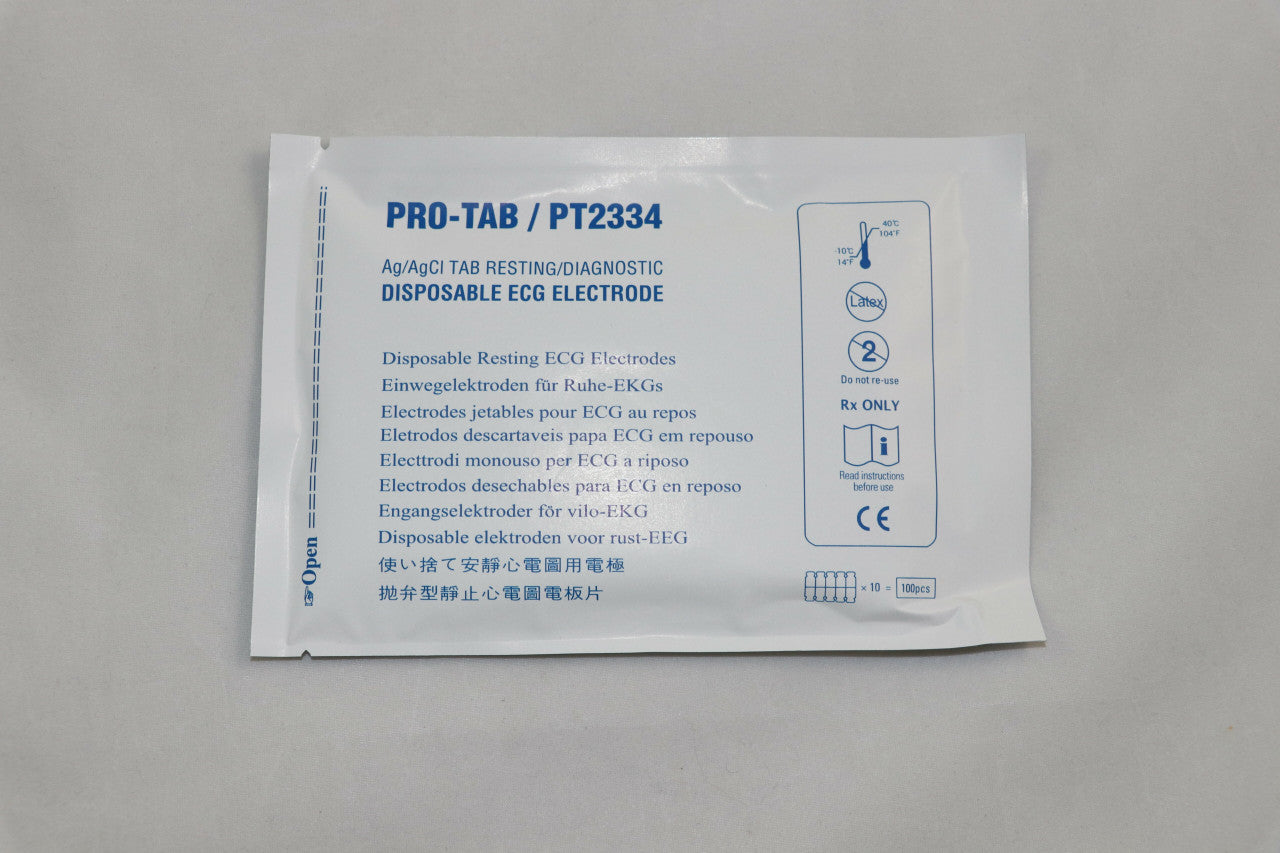 PRO-TAB / PT2334
Ag/AgCl TAB RESTING/DIAGNOSTIC
DISPOSABLE ECG ELECTRODE
Disposable Resting ECG Electrodes
Einwegelektroden für Ruhe-EKGs
Electrodes jetables pour ECG au repos
Eletrodos descartaveis papa ECG em repouso
Electtrodi monouso per ECG a riposo
Electrodos desechables para ECG en reposo
Engangselektroder för vilo-EKG
Disposable elektroden voor rust-EEG
使い捨て安靜心電圖用電極
拋弁型靜止心電圖電板片
☞Open
40℃
104°F
-10℃
14°F
Latex
2
Do not re-use
Rx ONLY
i
Read instructions
before use
CE
× 10 = 100pcs